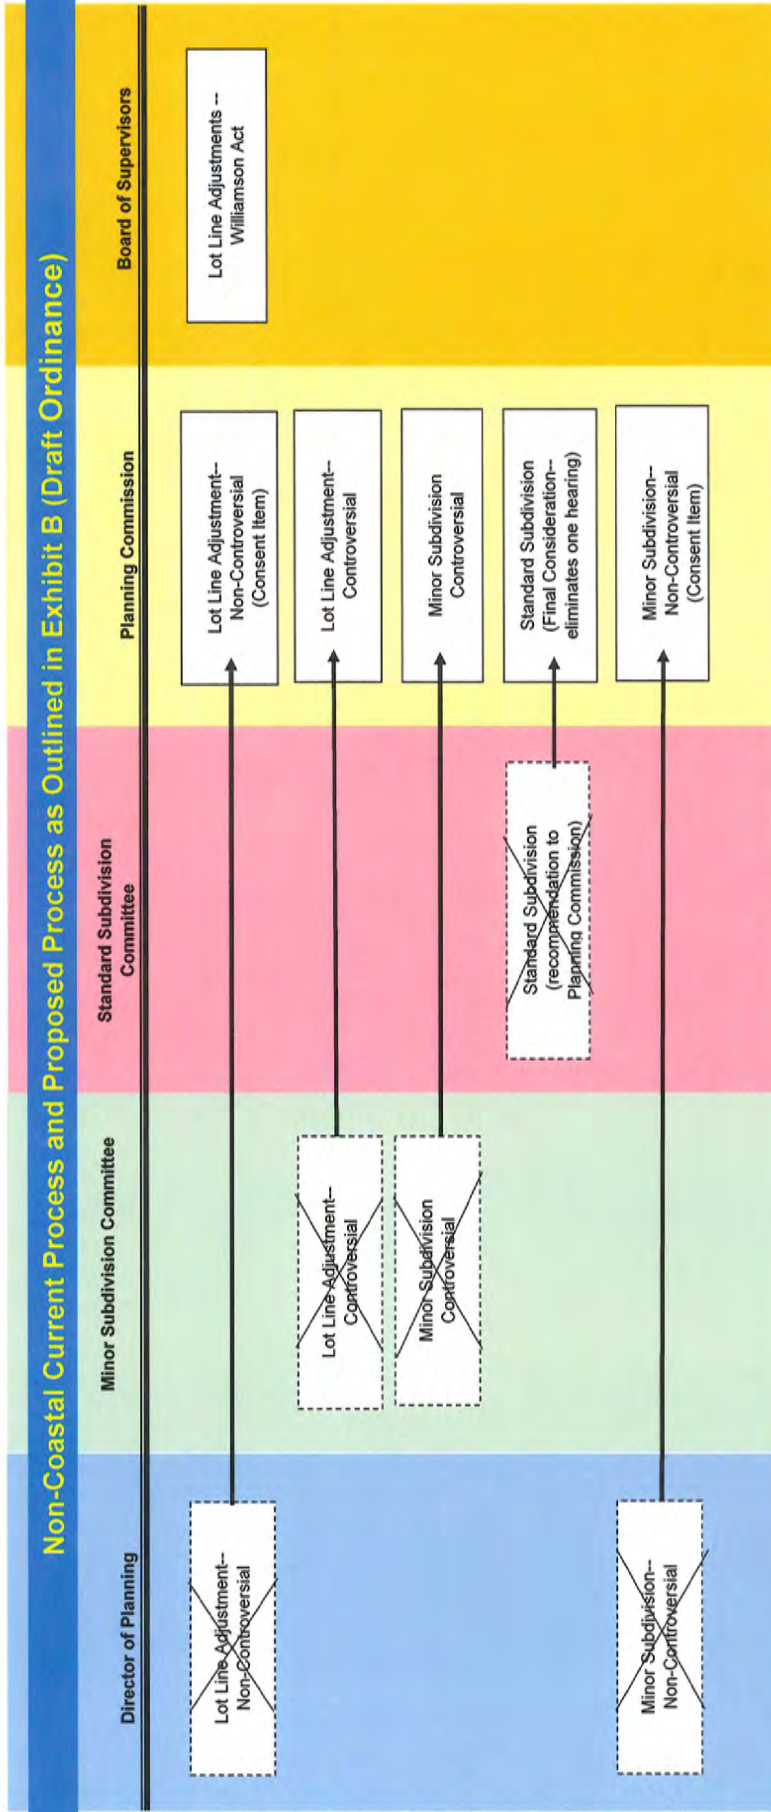 Non-Coastal Current Process and Proposed Process as Outlined in Exhibit B (Draft Ordinance)
Director of Planning
Minor Subdivision Committee
Standard Subdivision
Committee
Planning Commission
Board of Supervisors
Lot Line Adjustment--
Non-Controversial
Lot Line Adjustment--
Non-Controversial
(Consent Item)
Lot Line Adjustments --
Williamson Act
Lot Line Adjustment--
Controversial
Lot Line Adjustment--
Controversial
Minor Subdivision
Controversial
Minor Subdivision
Controversial
Standard Subdivision
(recommendation to
Planning Commission)
Standard Subdivision
(Final Consideration--
eliminates one hearing)
Minor Subdivision--
Non-Controversial
Minor Subdivision--
Non-Controversial
(Consent Item)